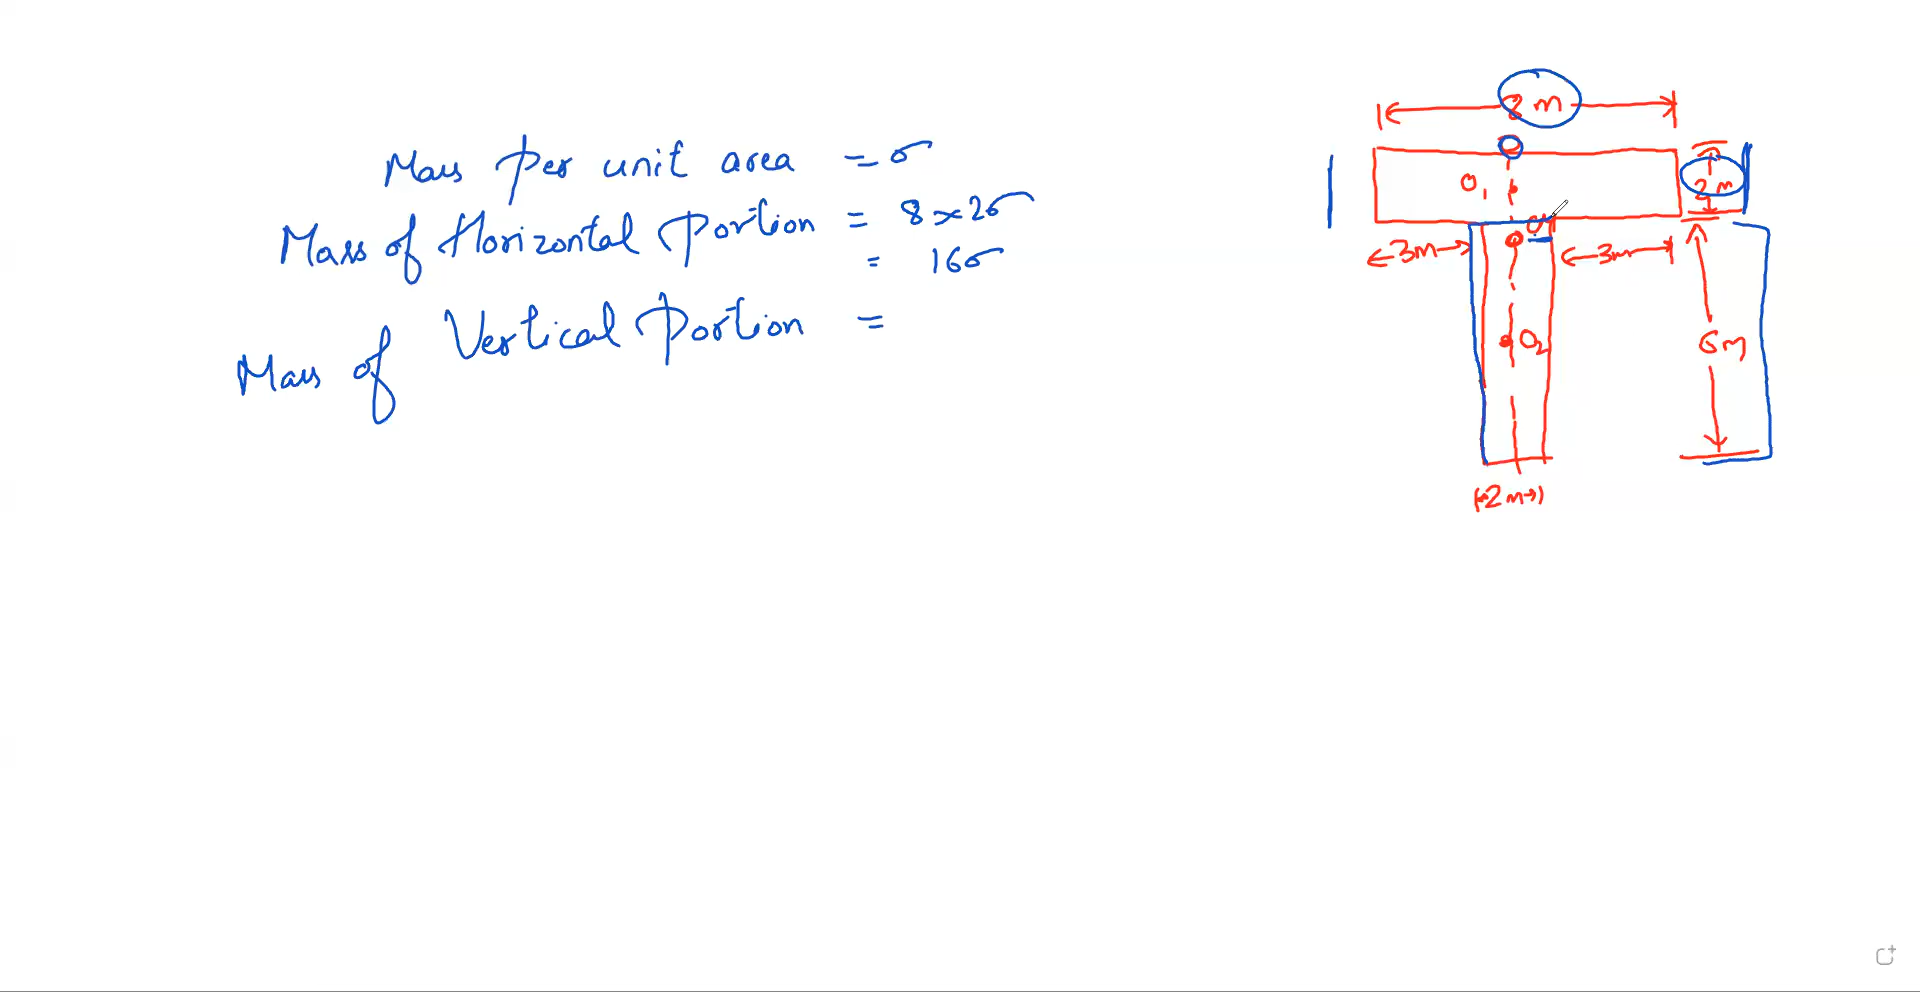 Mass per unit area = σ
Mass of Horizontal Portion = 8 × 2σ
= 16σ
Mass of Vertical Portion =
8 m
O
O₁
2 m
O'
3m
3m
O₂
6m
2m